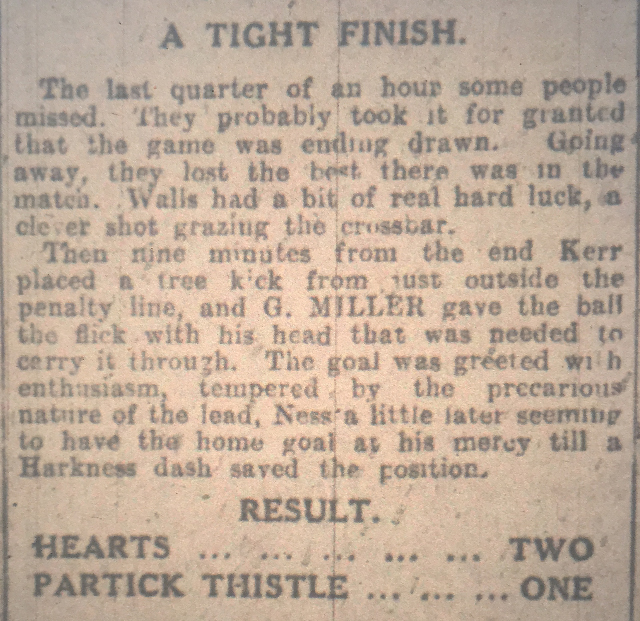 A TIGHT FINISH.
The last quarter of an hour some people
missed. They probably took it for granted
that the game was ending drawn. Going
away, they lost the best there was in the
match. Walls had a bit of real hard luck, a
clever shot grazing the crossbar.
Then nine minutes from the end Kerr
placed a free kick from just outside the
penalty line, and G. MILLER gave the ball
the flick with his head that was needed to
carry it through. The goal was greeted with
enthusiasm, tempered by the precarious
nature of the lead, Ness a little later seeming
to have the home goal at his mercy till a
Harkness dash saved the position.
RESULT.
HEARTS ... ... ... ... ... TWO
PARTICK THISTLE ... ... ... ONE